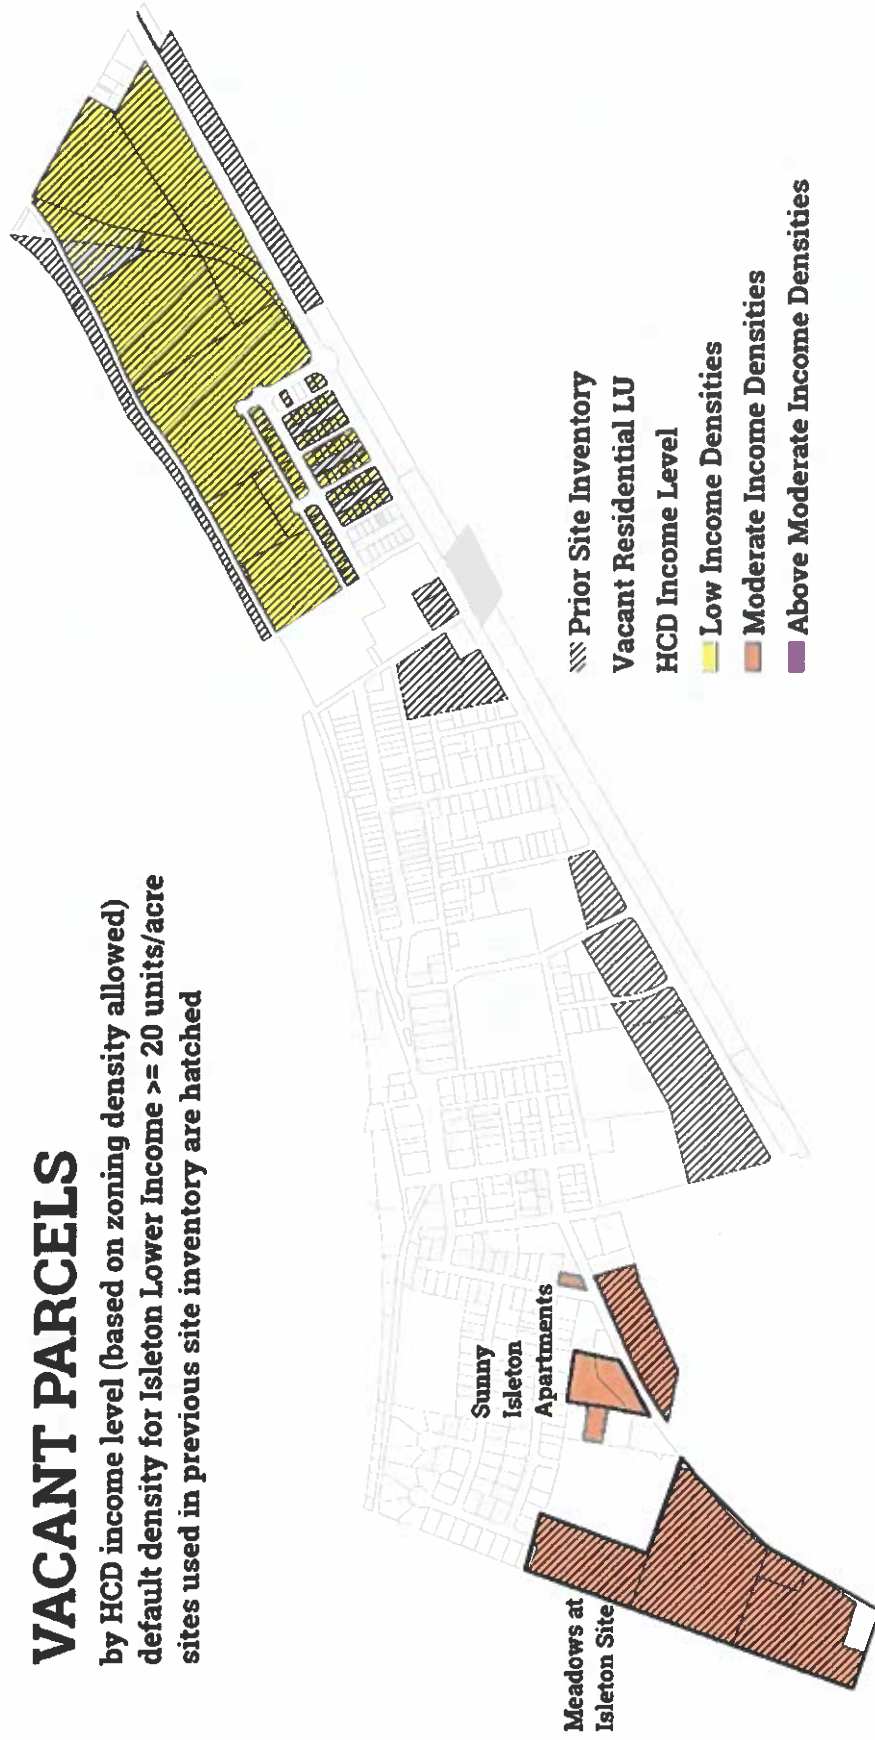 VACANT PARCELS
by HCD income level (based on zoning density allowed)
default density for Isleton Lower Income >= 20 units/acre
sites used in previous site inventory are hatched
Meadows at
Isleton Site
Sunny
Isleton
Apartments
Prior Site Inventory
Vacant Residential LU
HCD Income Level
Low Income Densities
Moderate Income Densities
Above Moderate Income Densities